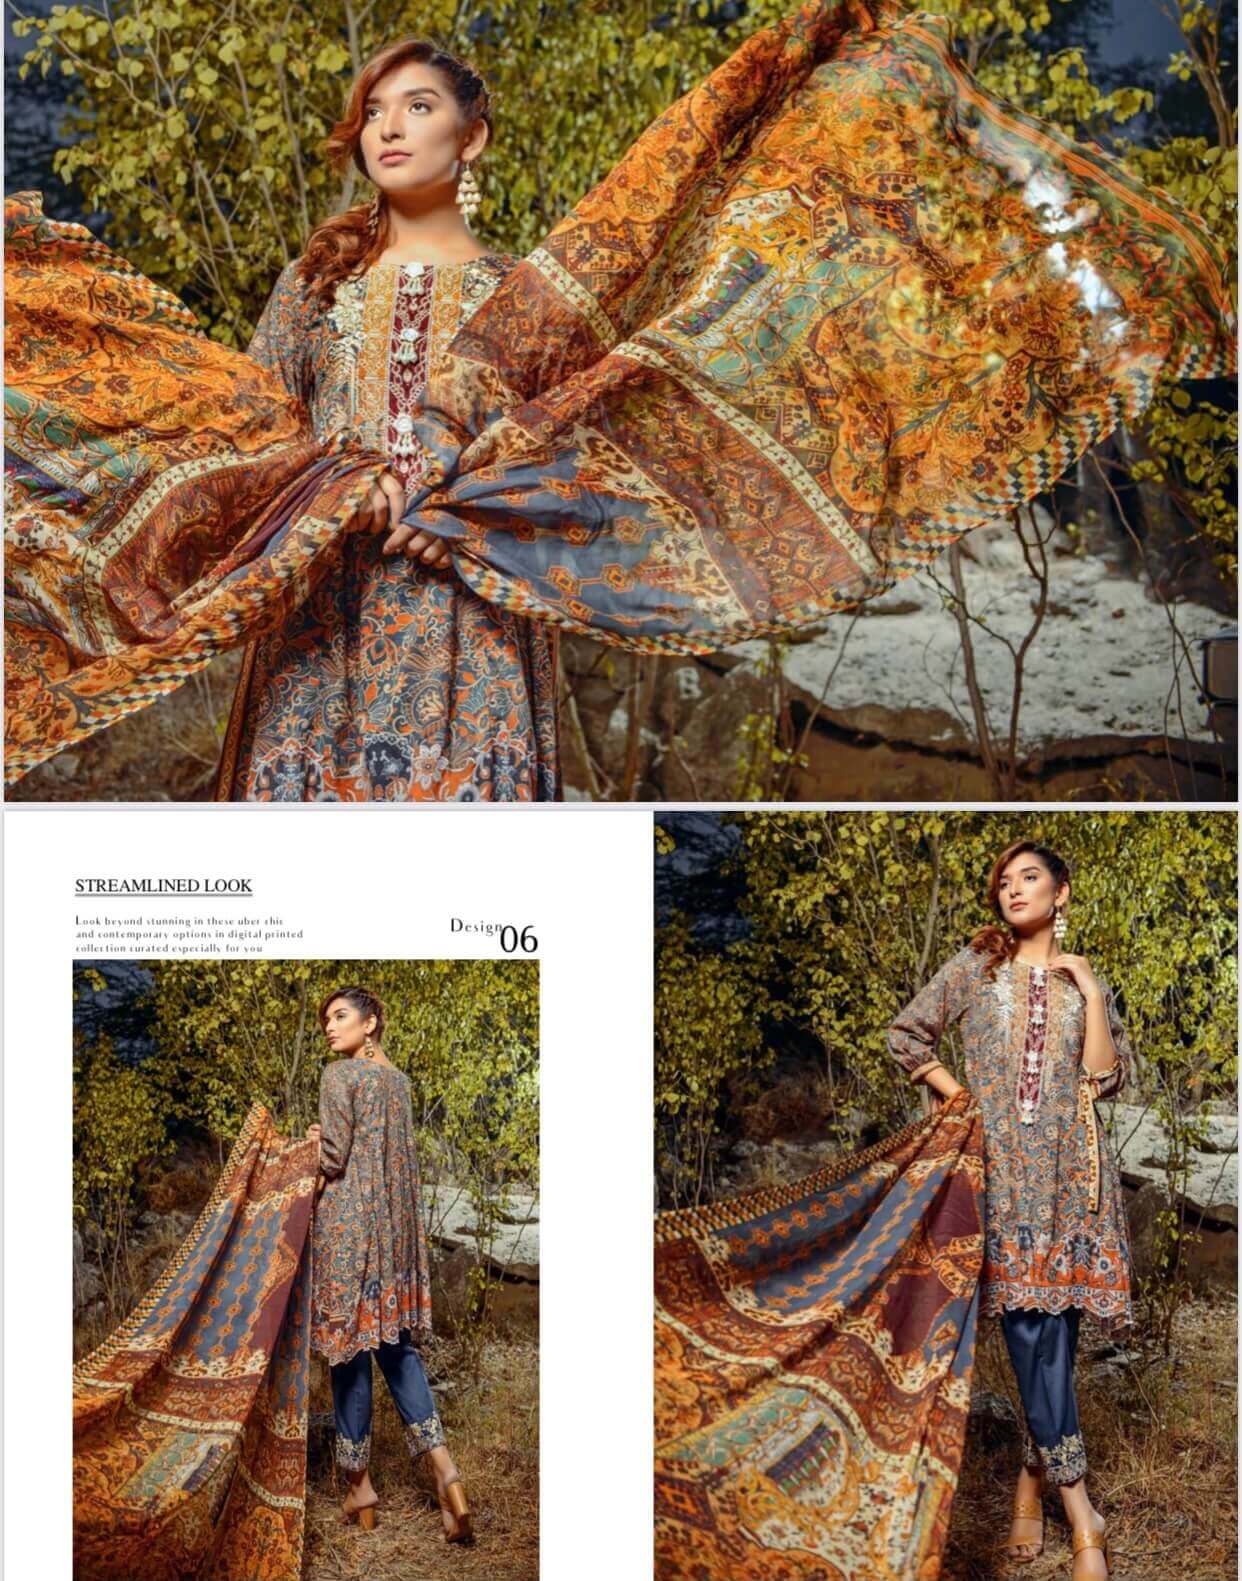 STREAMLINED LOOK
Look beyond stunning in these uber chic
and contemporary options in digital printed
collection curated especially for you
Design 06